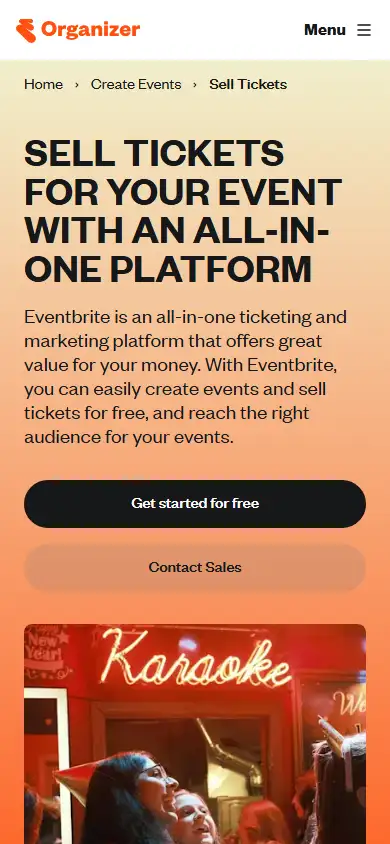 Organizer
Menu
Home › Create Events › Sell Tickets
SELL TICKETS
FOR YOUR EVENT
WITH AN ALL-IN-
ONE PLATFORM
Eventbrite is an all-in-one ticketing and
marketing platform that offers great
value for your money. With Eventbrite,
you can easily create events and sell
tickets for free, and reach the right
audience for your events.
Get started for free
Contact Sales
New
Year!
Karaoke
We